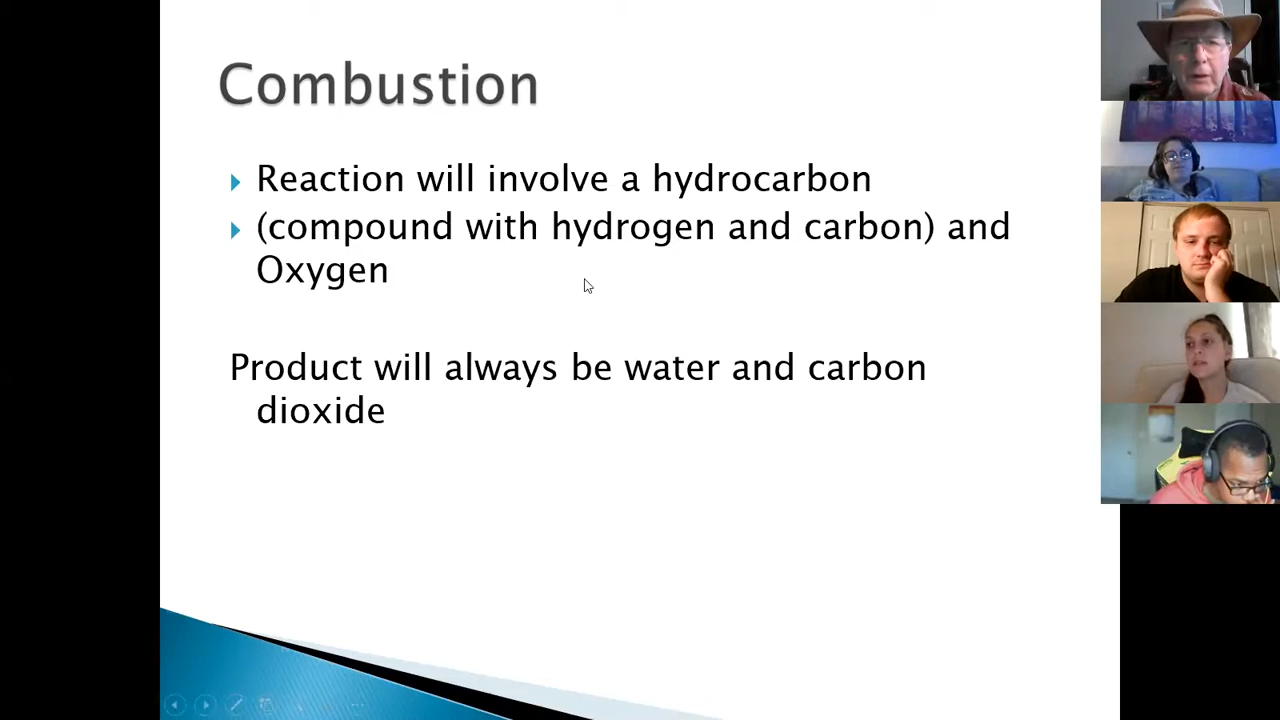 Combustion
Reaction will involve a hydrocarbon
(compound with hydrogen and carbon) and
Oxygen
Product will always be water and carbon
dioxide